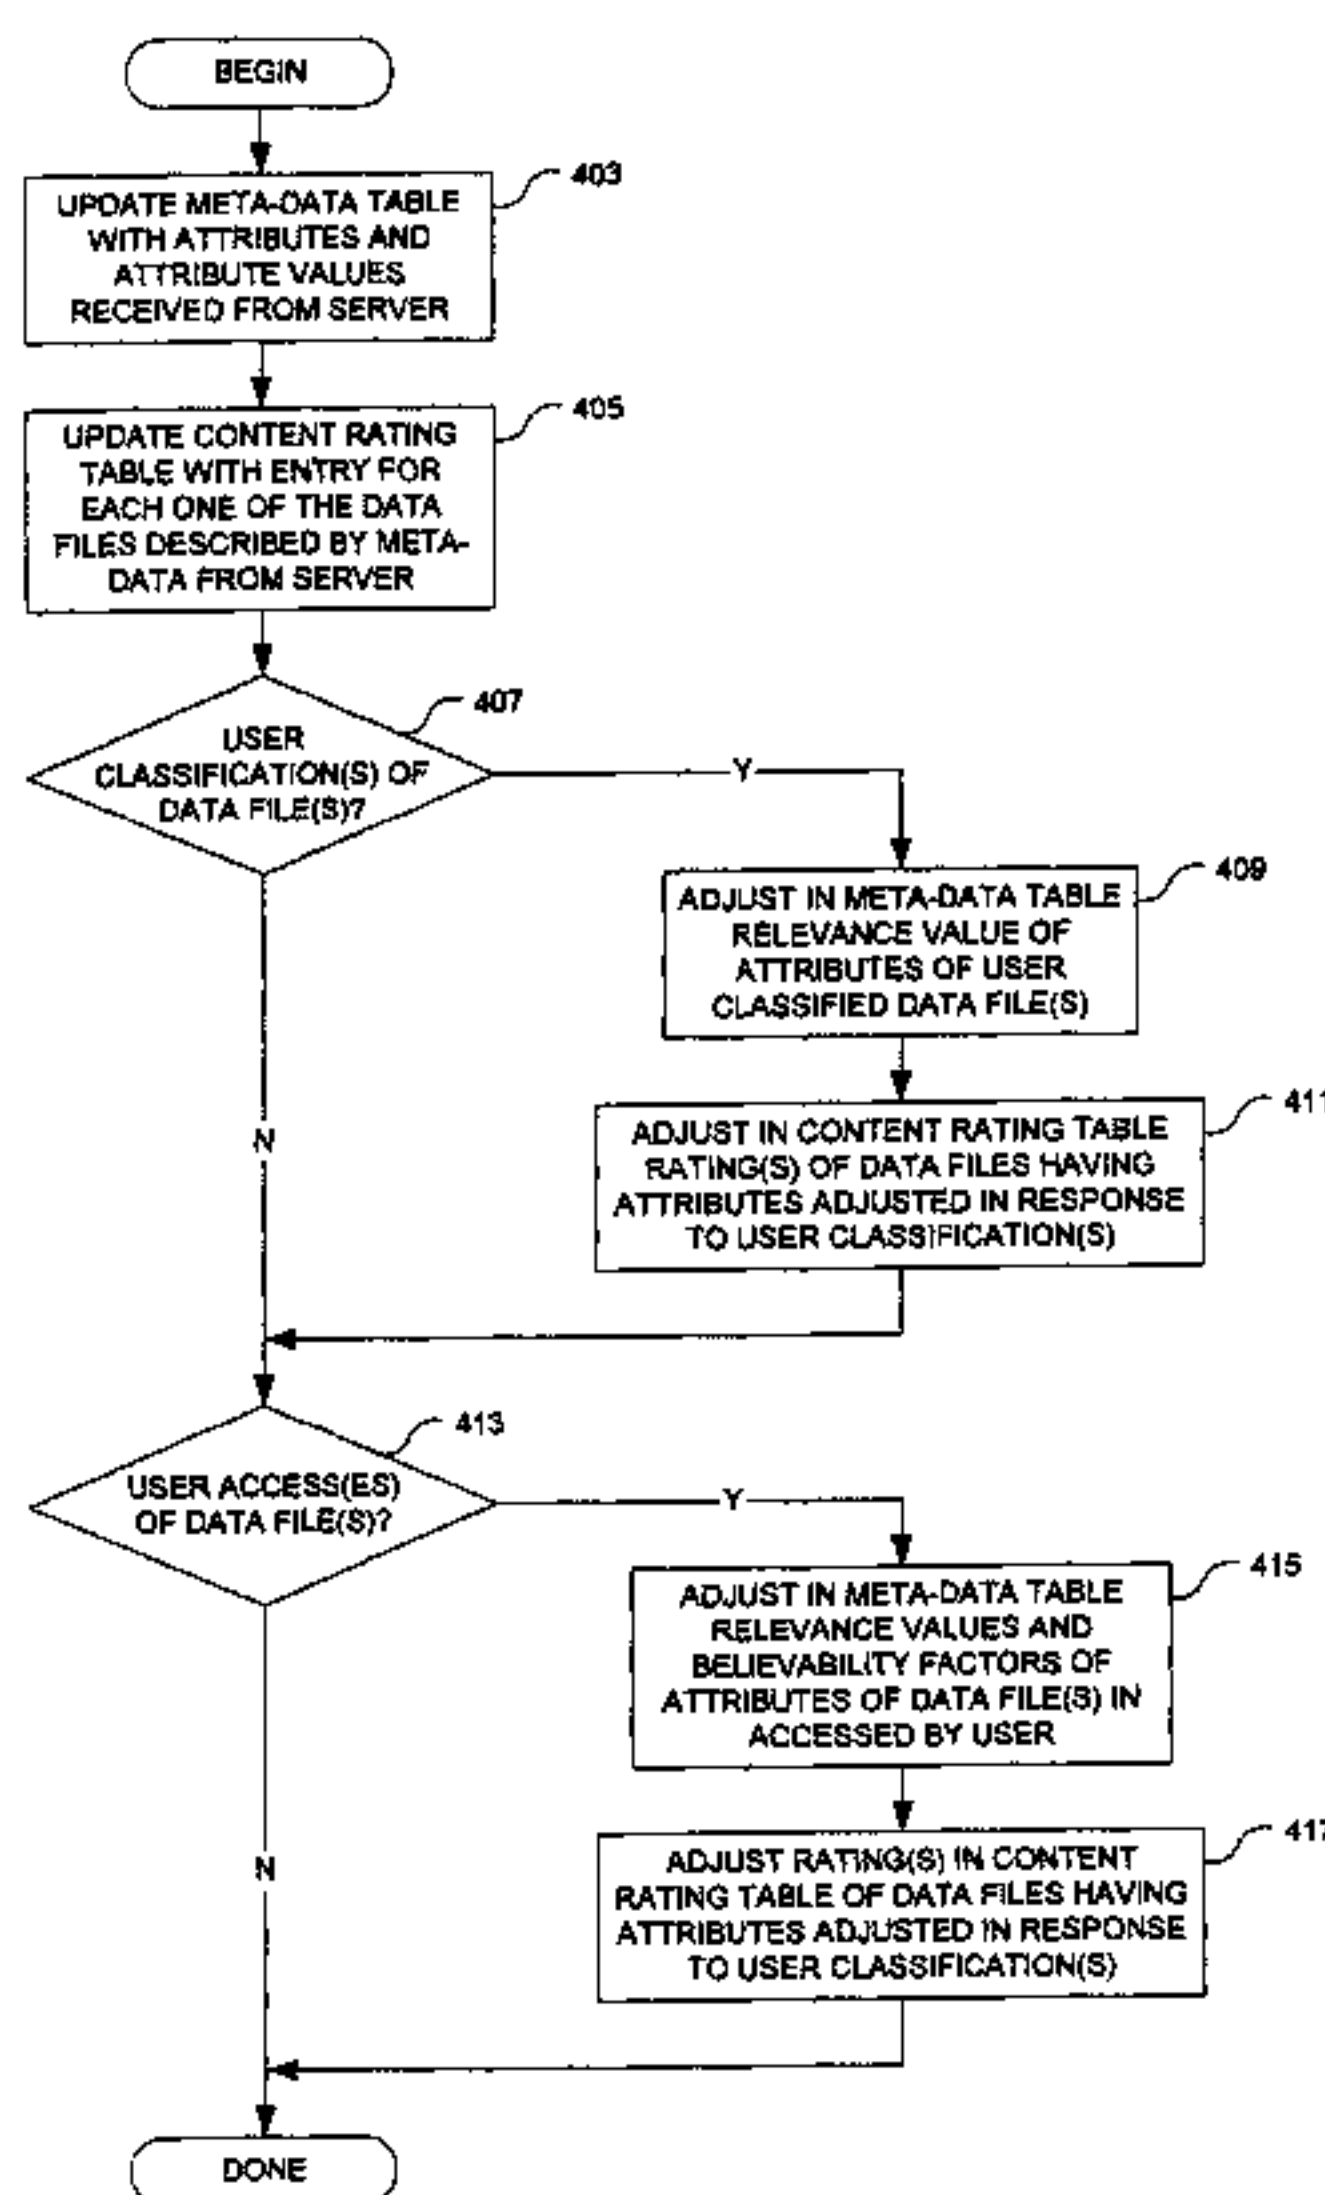 BEGIN
403
UPDATE META-DATA TABLE
WITH ATTRIBUTES AND
ATTRIBUTE VALUES
RECEIVED FROM SERVER
405
UPDATE CONTENT RATING
TABLE WITH ENTRY FOR
EACH ONE OF THE DATA
FILES DESCRIBED BY META-
DATA FROM SERVER
407
USER
CLASSIFICATION(S) OF
DATA FILE(S)?
Y
409
ADJUST IN META-DATA TABLE
RELEVANCE VALUE OF
ATTRIBUTES OF USER
CLASSIFIED DATA FILE(S)
411
ADJUST IN CONTENT RATING TABLE
RATING(S) OF DATA FILES HAVING
ATTRIBUTES ADJUSTED IN RESPONSE
TO USER CLASSIFICATION(S)
N
413
USER ACCESS(ES)
OF DATA FILE(S)?
Y
415
ADJUST IN META-DATA TABLE
RELEVANCE VALUES AND
BELIEVABILITY FACTORS OF
ATTRIBUTES OF DATA FILE(S) IN
ACCESSED BY USER
417
ADJUST RATING(S) IN CONTENT
RATING TABLE OF DATA FILES HAVING
ATTRIBUTES ADJUSTED IN RESPONSE
TO USER CLASSIFICATION(S)
N
DONE